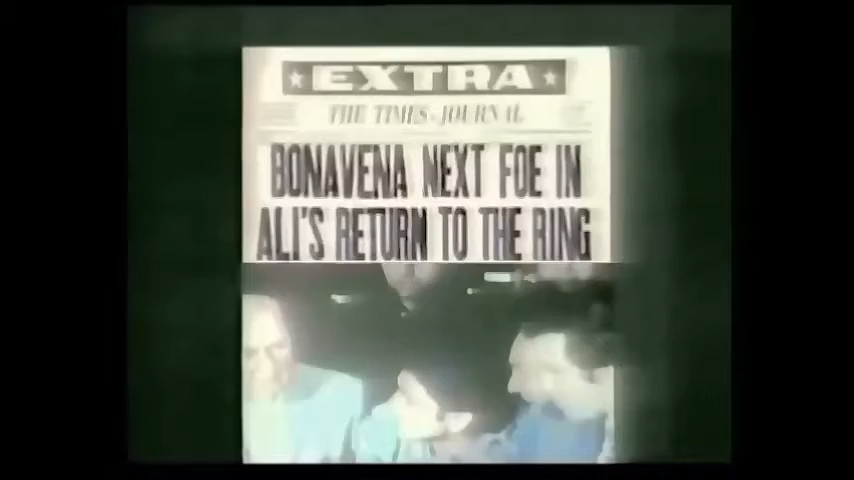 ★ EXTRA ★
THE TIMES-JOURNAL
BONAVENA NEXT FOE IN
ALI'S RETURN TO THE RING